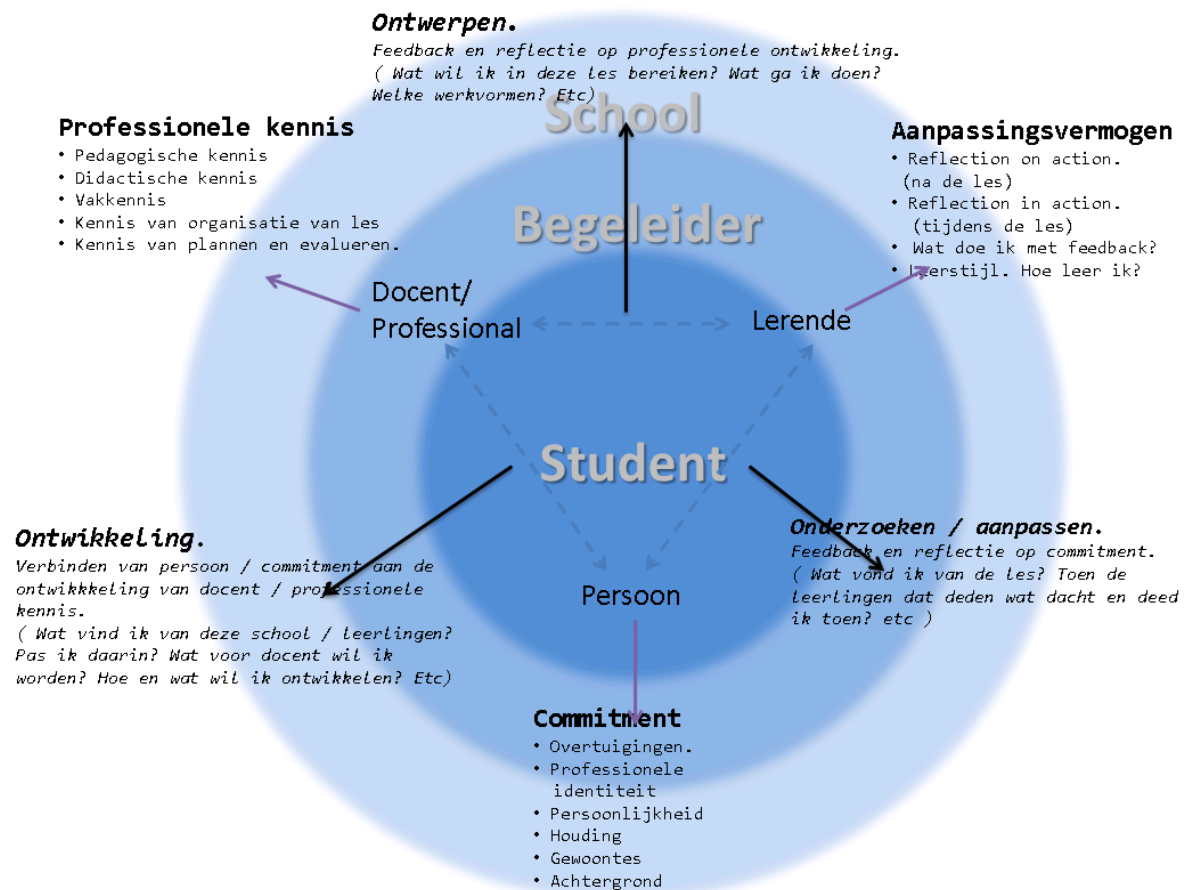 Ontwerpen.
Feedback en reflectie op professionele ontwikkeling.
( Wat wil ik in deze les bereiken? Wat ga ik doen?
Welke werkvormen? Etc)
School
Professionele kennis
• Pedagogische kennis
• Didactische kennis
• Vakkennis
• Kennis van organisatie van les
• Kennis van plannen en evalueren.
Aanpassingsvermogen
• Reflection on action.
(na de les)
• Reflection in action.
(tijdens de les)
• Wat doe ik met feedback?
• Leerstijl. Hoe leer ik?
Begeleider
Docent/
Professional
Lerende
Student
Ontwikkeling.
Verbinden van persoon / commitment aan de
ontwikkkeling van docent / professionele
kennis.
( Wat vind ik van deze school / leerlingen?
Pas ik daarin? Wat voor docent wil ik
worden? Hoe en wat wil ik ontwikkelen? Etc)
Onderzoeken / aanpassen.
Feedback en reflectie op commitment.
( Wat vond ik van de les? Toen de
leerlingen dat deden wat dacht en deed
ik toen? etc )
Persoon
Commitment
• Overtuigingen.
• Professionele
identiteit
• Persoonlijkheid
• Houding
• Gewoontes
• Achtergrond